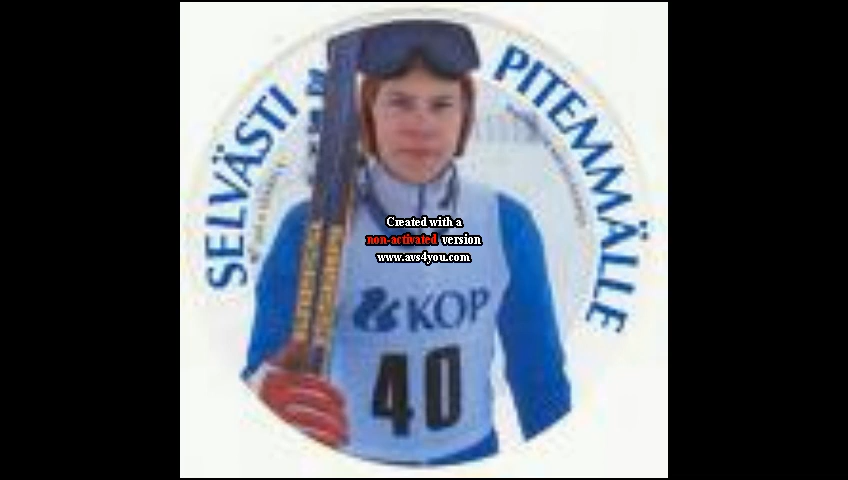 SELVÄSTI
PITEMMÄLLE
Created with a
non-activated version
www.avs4you.com
KOP
40